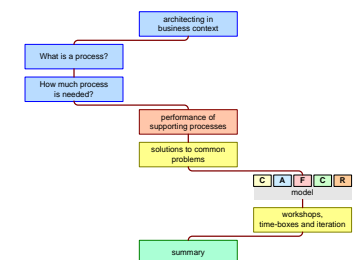 architecting in
business context
What is a process?
How much process
is needed?
performance of
supporting processes
solutions to common
problems
C A F C R
model
workshops,
time-boxes and iteration
summary